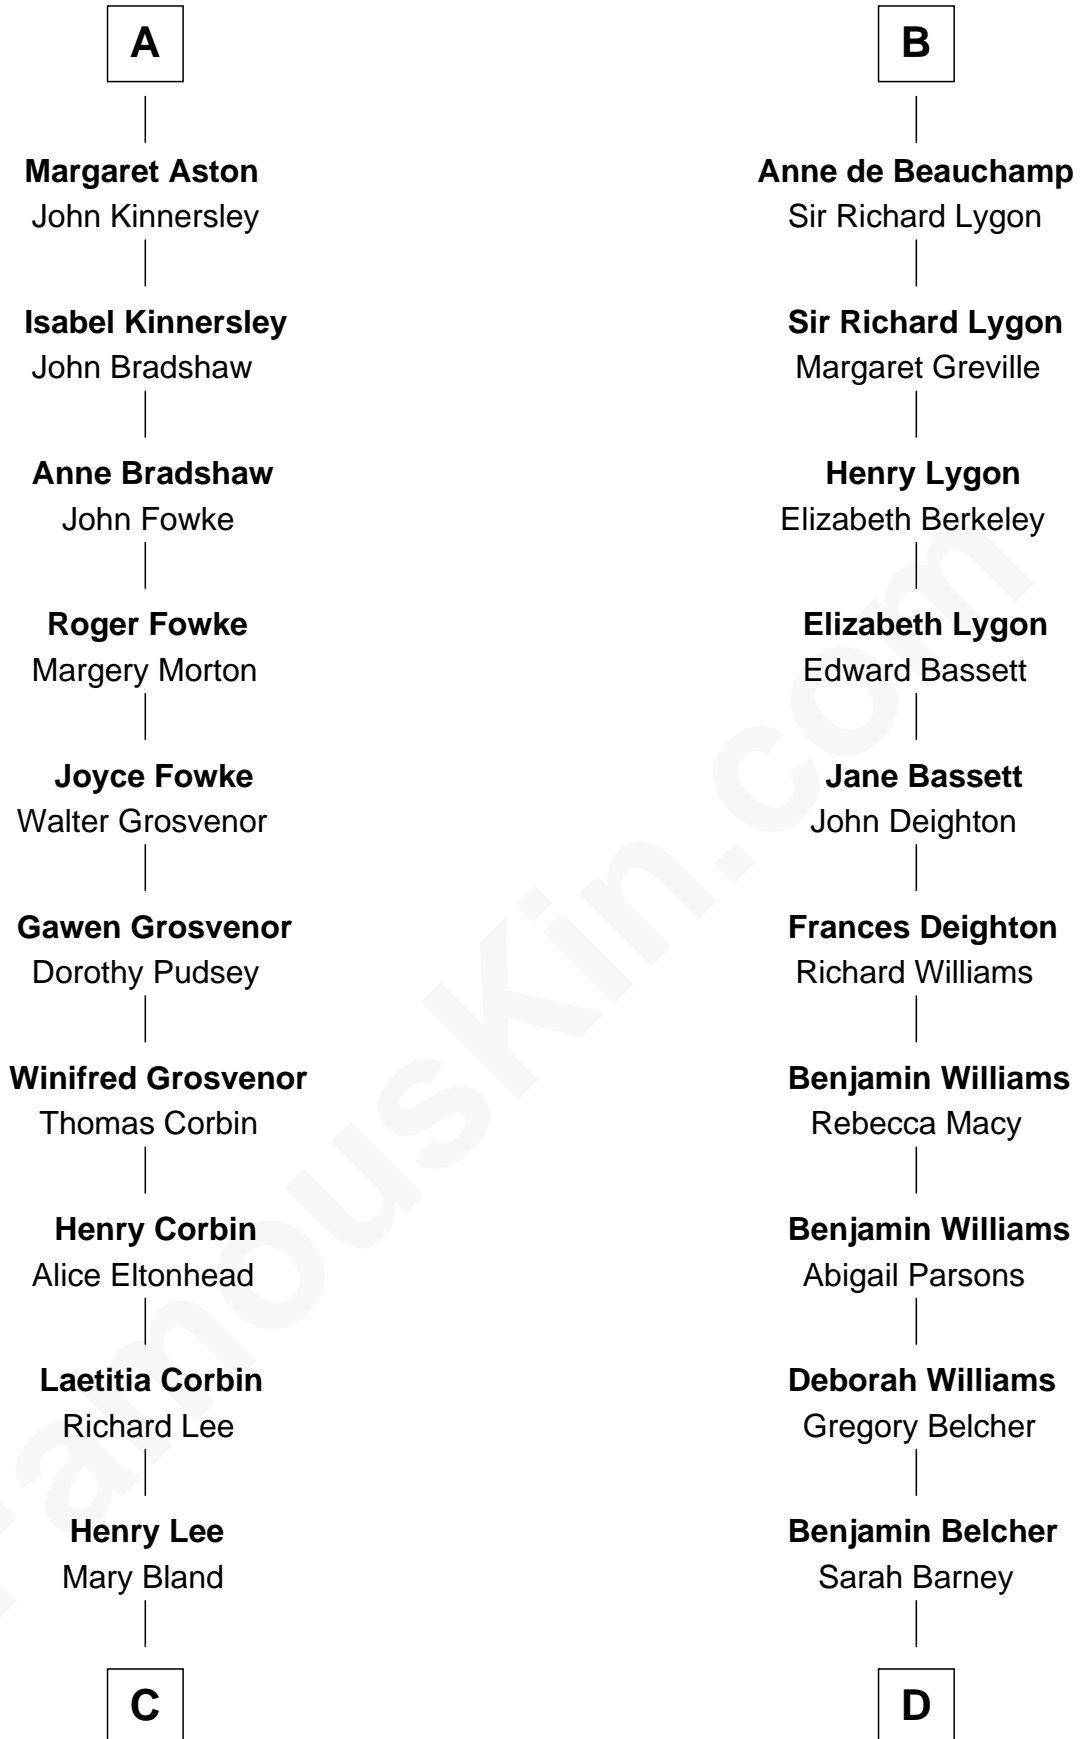 A
Margaret Aston
John Kinnersley
Isabel Kinnersley
John Bradshaw
Anne Bradshaw
John Fowke
Roger Fowke
Margery Morton
Joyce Fowke
Walter Grosvenor
Gawen Grosvenor
Dorothy Pudsey
Winifred Grosvenor
Thomas Corbin
Henry Corbin
Alice Eltonhead
Laetitia Corbin
Richard Lee
Henry Lee
Mary Bland
C
B
Anne de Beauchamp
Sir Richard Lygon
Sir Richard Lygon
Margaret Greville
Henry Lygon
Elizabeth Berkeley
Elizabeth Lygon
Edward Bassett
Jane Bassett
John Deighton
Frances Deighton
Richard Williams
Benjamin Williams
Rebecca Macy
Benjamin Williams
Abigail Parsons
Deborah Williams
Gregory Belcher
Benjamin Belcher
Sarah Barney
D
FamousKin.com